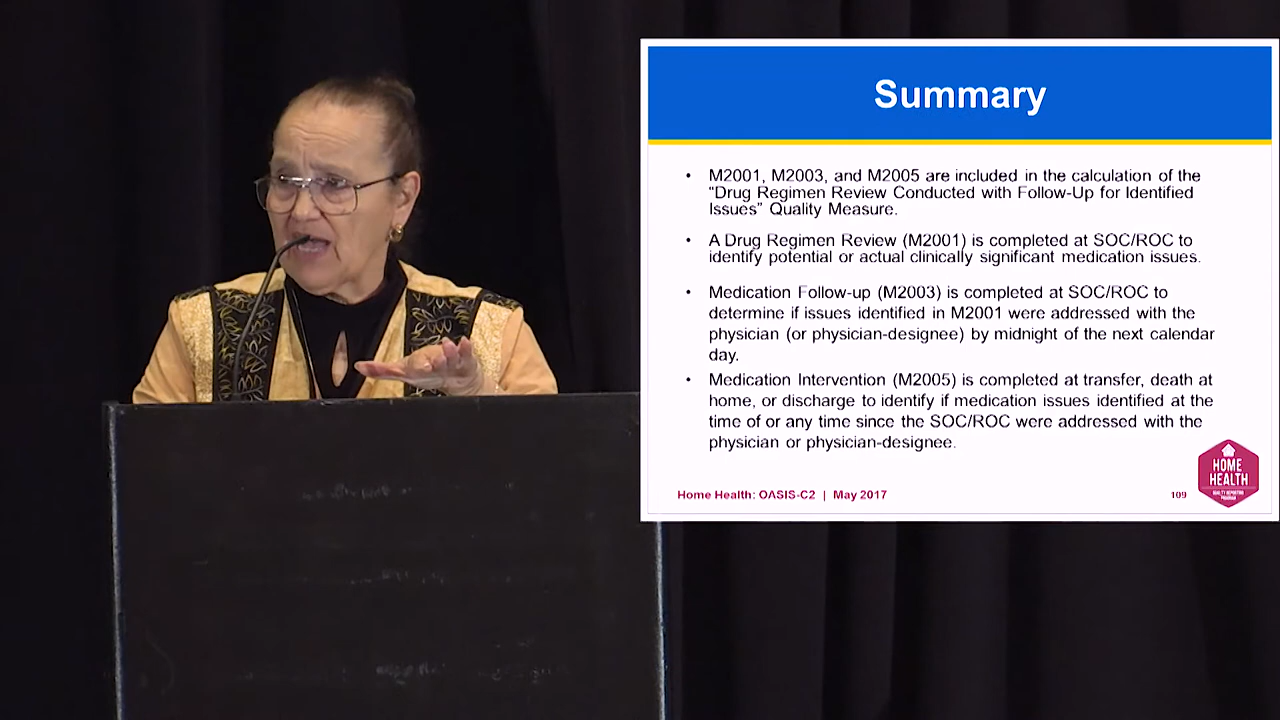 Summary
• M2001, M2003, and M2005 are included in the calculation of the
“Drug Regimen Review Conducted with Follow-Up for Identified
Issues” Quality Measure.
• A Drug Regimen Review (M2001) is completed at SOC/ROC to
identify potential or actual clinically significant medication issues.
• Medication Follow-up (M2003) is completed at SOC/ROC to
determine if issues identified in M2001 were addressed with the
physician (or physician-designee) by midnight of the next calendar
day.
• Medication Intervention (M2005) is completed at transfer, death at
home, or discharge to identify if medication issues identified at the
time of or any time since the SOC/ROC were addressed with the
physician or physician-designee.
HOME
HEALTH
QUALITY REPORTING
PROGRAM
Home Health: OASIS-C2 | May 2017
109